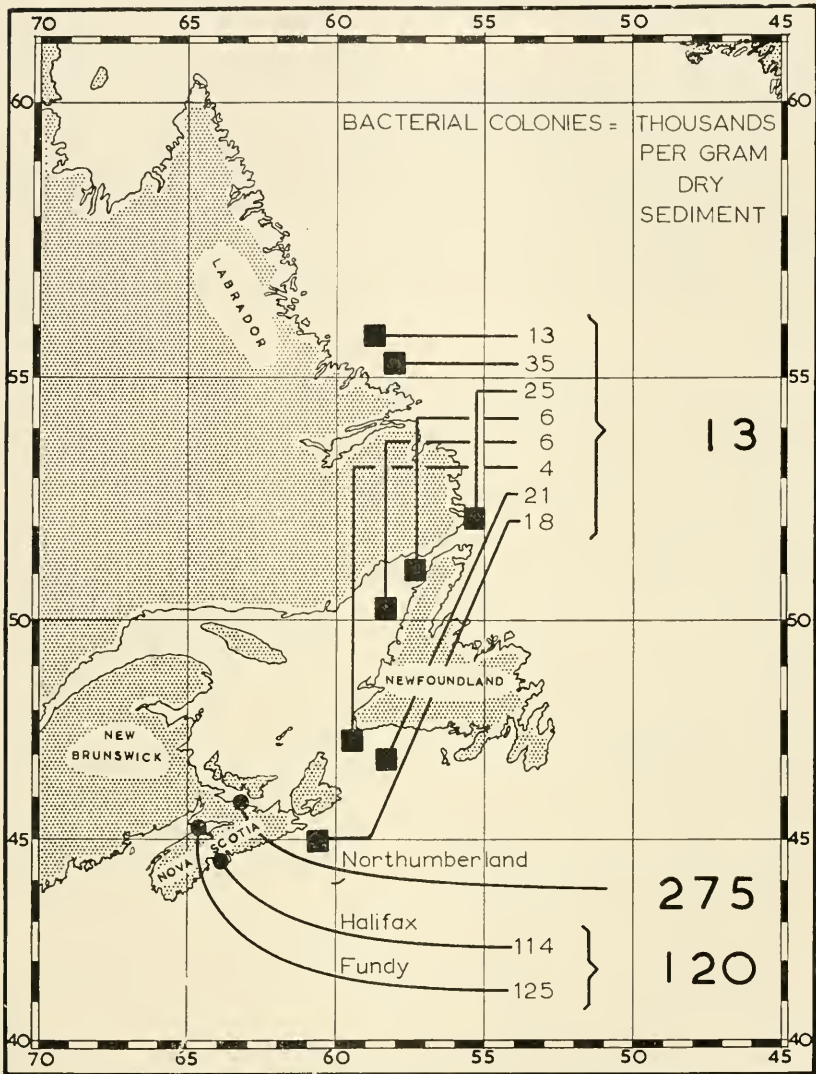 70 65 60 55 50 45
60 60
BACTERIAL COLONIES = THOUSANDS
PER GRAM
DRY
SEDIMENT
LABRADOR
13
35
55 55
25
6
6
4
13
21
18
50 50
NEWFOUNDLAND
NEW
BRUNSWICK
45 45
NOVA SCOTIA
Northumberland
275
Halifax
114
120
Fundy
125
40 40
70 65 60 55 50 45